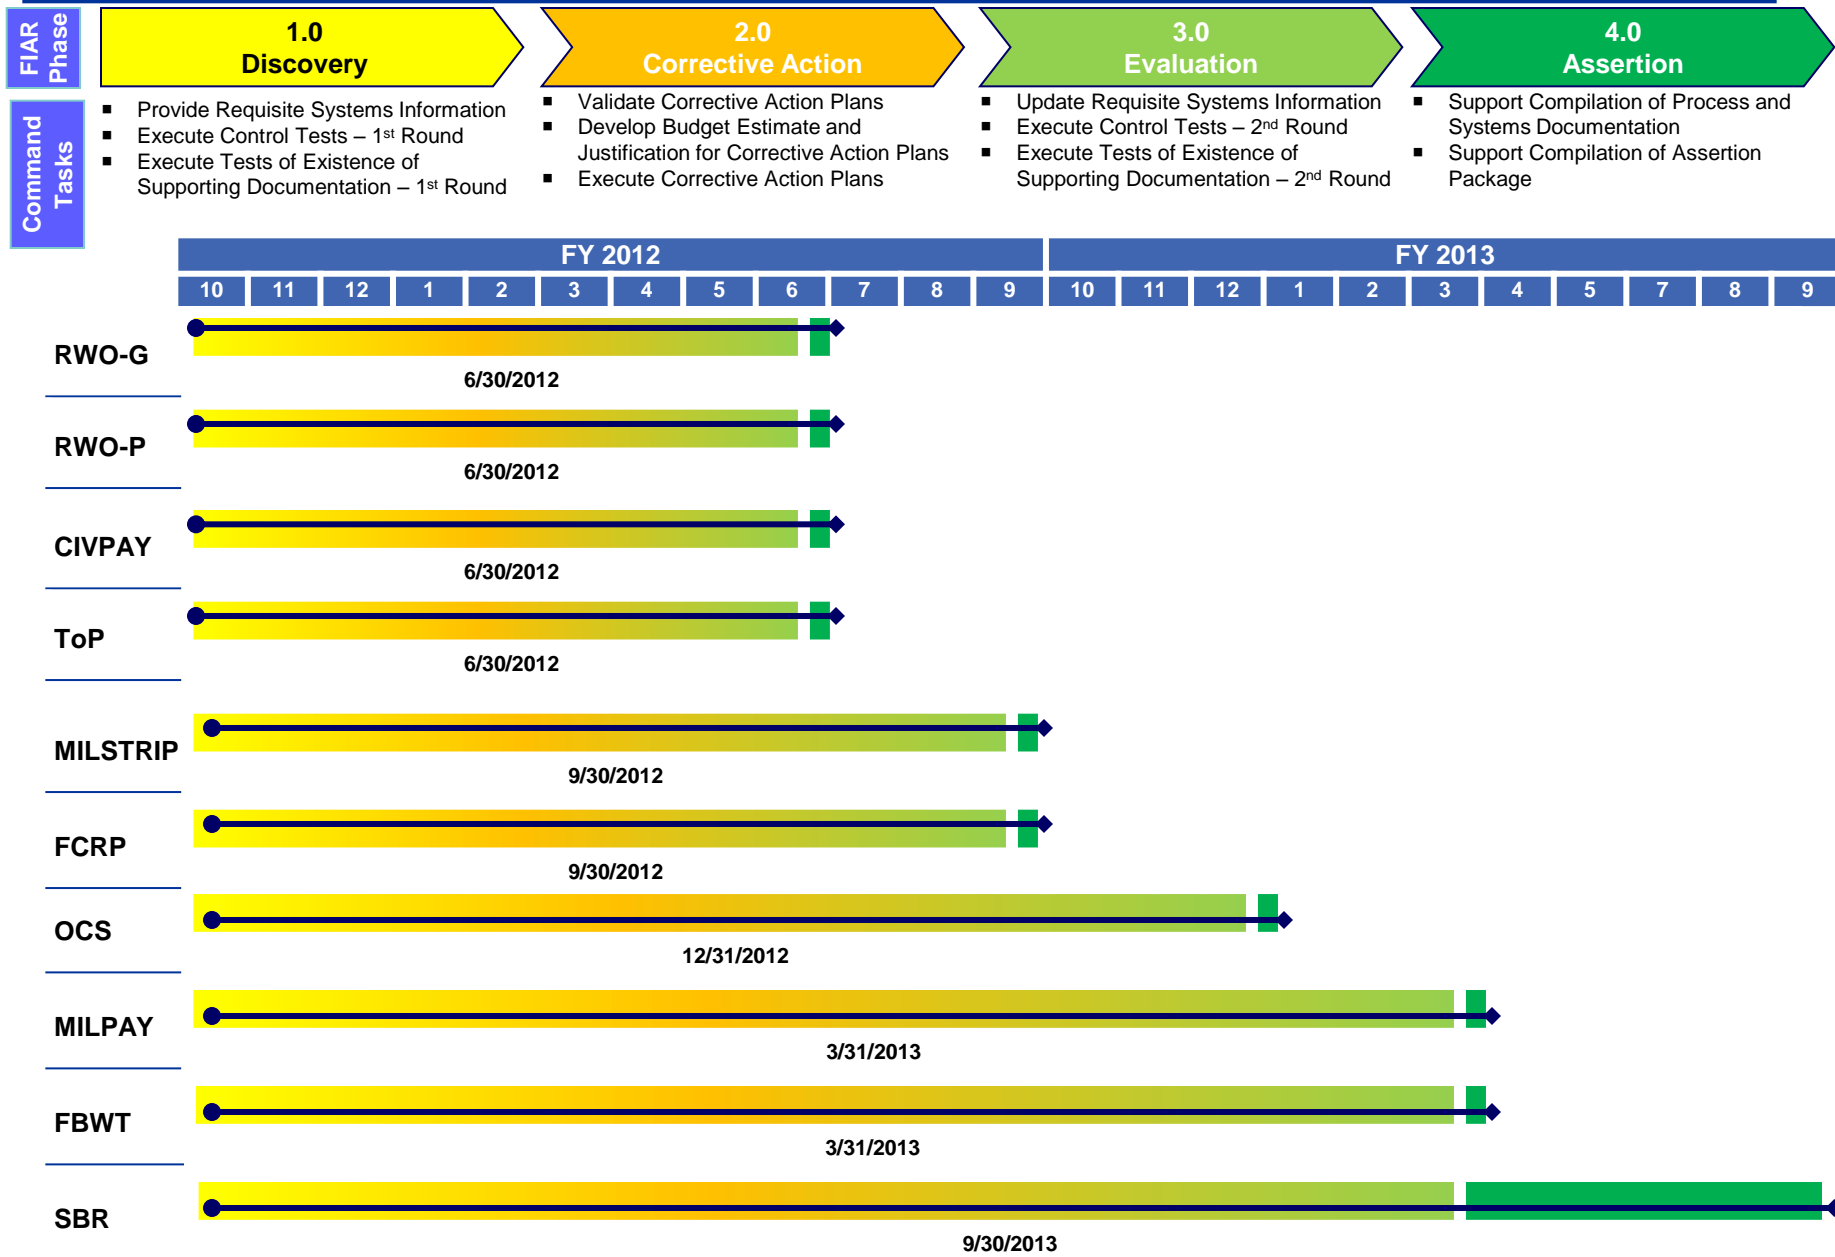 FIAR
Phase
1.0
Discovery
2.0
Corrective Action
3.0
Evaluation
4.0
Assertion
Command
Tasks
▪ Provide Requisite Systems Information
▪ Execute Control Tests – 1st Round
▪ Execute Tests of Existence of
Supporting Documentation – 1st Round
▪ Validate Corrective Action Plans
▪ Develop Budget Estimate and
Justification for Corrective Action Plans
▪ Execute Corrective Action Plans
▪ Update Requisite Systems Information
▪ Execute Control Tests – 2nd Round
▪ Execute Tests of Existence of
Supporting Documentation – 2nd Round
▪ Support Compilation of Process and
Systems Documentation
▪ Support Compilation of Assertion
Package
FY 2012 FY 2013
10 11 12 1 2 3 4 5 6 7 8 9 10 11 12 1 2 3 4 5 7 8 9
RWO-G
6/30/2012
RWO-P
6/30/2012
CIVPAY
6/30/2012
ToP
6/30/2012
MILSTRIP
9/30/2012
FCRP
9/30/2012
OCS
12/31/2012
MILPAY
3/31/2013
FBWT
3/31/2013
SBR
9/30/2013